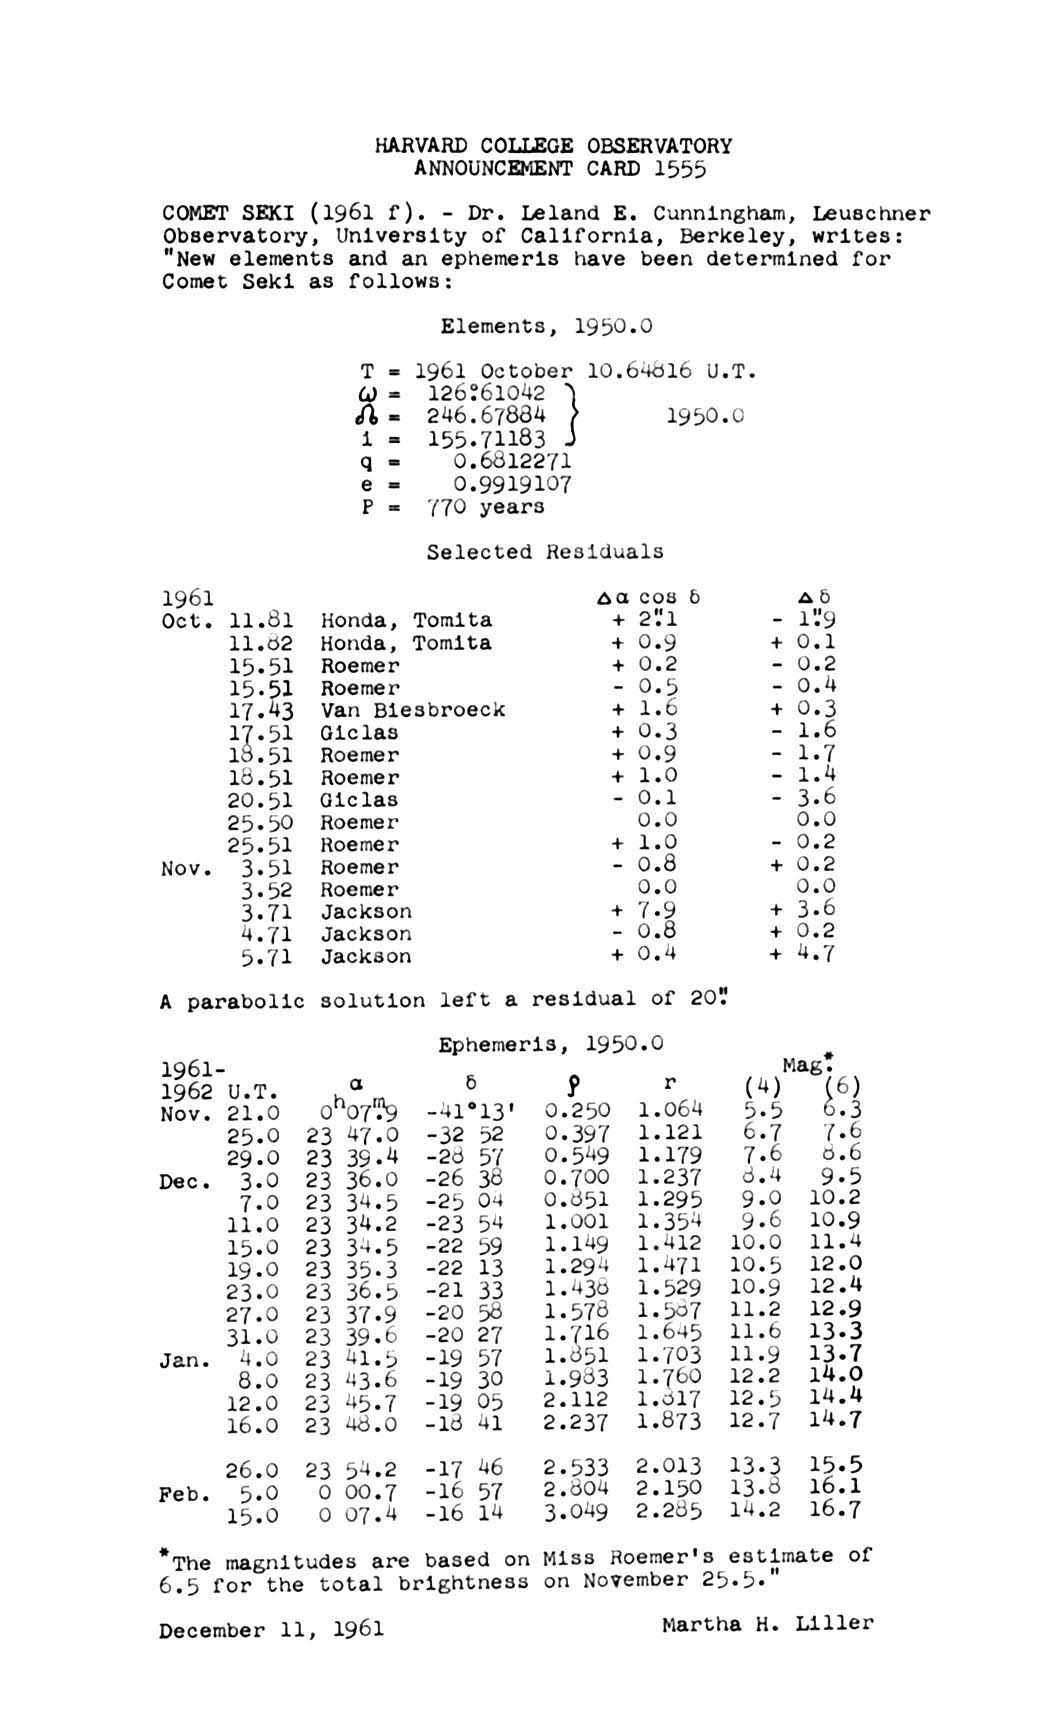 HARVARD COLLEGE OBSERVATORY
ANNOUNCEMENT CARD 1555
COMET SEKI (1961 f). - Dr. Leland E. Cunningham, Leuschner
Observatory, University of California, Berkeley, writes:
"New elements and an ephemeris have been determined for
Comet Seki as follows:
Elements, 1950.0
T = 1961 October 10.64816 U.T.
ω = 126°.61042
☊ = 246.67884 } 1950.0
i = 155.71183
q = 0.6812271
e = 0.9919107
P = 770 years
Selected Residuals
1961 Δα cos δ Δδ
Oct. 11.81 Honda, Tomita + 2".1 - 1".9
11.82 Honda, Tomita + 0.9 + 0.1
15.51 Roemer + 0.2 - 0.2
15.51 Roemer - 0.5 - 0.4
17.43 Van Biesbroeck + 1.6 + 0.3
17.51 Giclas + 0.3 - 1.6
18.51 Roemer + 0.9 - 1.7
18.51 Roemer + 1.0 - 1.4
20.51 Giclas - 0.1 - 3.6
25.50 Roemer 0.0 0.0
25.51 Roemer + 1.0 - 0.2
Nov. 3.51 Roemer - 0.8 + 0.2
3.52 Roemer 0.0 0.0
3.71 Jackson + 7.9 + 3.6
4.71 Jackson - 0.8 + 0.2
5.71 Jackson + 0.4 + 4.7
A parabolic solution left a residual of 20".
Ephemeris, 1950.0
1961- Mag.*
1962 U.T. α δ ρ r (4) (6)
Nov. 21.0 0h07m.9 -41°13' 0.250 1.064 5.5 6.3
25.0 23 47.0 -32 52 0.397 1.121 6.7 7.6
29.0 23 39.4 -28 57 0.549 1.179 7.6 8.6
Dec. 3.0 23 36.0 -26 38 0.700 1.237 8.4 9.5
7.0 23 34.5 -25 04 0.851 1.295 9.0 10.2
11.0 23 34.2 -23 54 1.001 1.354 9.6 10.9
15.0 23 34.5 -22 59 1.149 1.412 10.0 11.4
19.0 23 35.3 -22 13 1.294 1.471 10.5 12.0
23.0 23 36.5 -21 33 1.438 1.529 10.9 12.4
27.0 23 37.9 -20 58 1.578 1.587 11.2 12.9
31.0 23 39.6 -20 27 1.716 1.645 11.6 13.3
Jan. 4.0 23 41.5 -19 57 1.851 1.703 11.9 13.7
8.0 23 43.6 -19 30 1.983 1.760 12.2 14.0
12.0 23 45.7 -19 05 2.112 1.817 12.5 14.4
16.0 23 48.0 -18 41 2.237 1.873 12.7 14.7
26.0 23 54.2 -17 46 2.533 2.013 13.3 15.5
Feb. 5.0 0 00.7 -16 57 2.804 2.150 13.8 16.1
15.0 0 07.4 -16 14 3.049 2.285 14.2 16.7
*The magnitudes are based on Miss Roemer's estimate of
6.5 for the total brightness on November 25.5."
December 11, 1961 Martha H. Liller